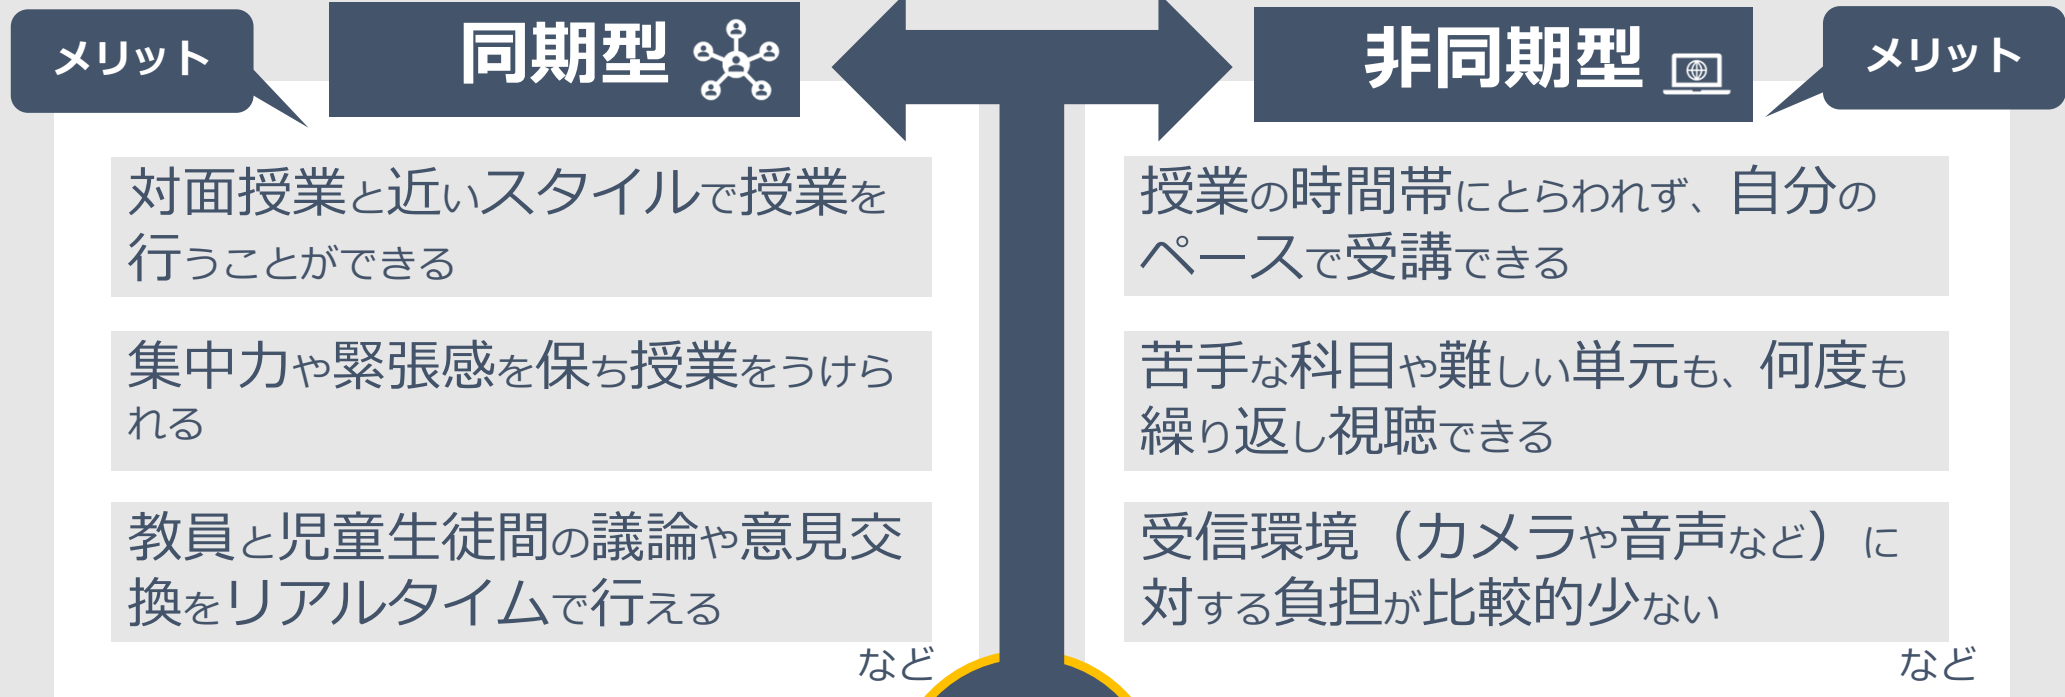 メリット
同期型
対面授業と近いスタイルで授業を
行うことができる
集中力や緊張感を保ち授業をうけら
れる
教員と児童生徒間の議論や意見交
換をリアルタイムで行える
など
非同期型
メリット
授業の時間帯にとらわれず、自分の
ペースで受講できる
苦手な科目や難しい単元も、何度も
繰り返し視聴できる
受信環境（カメラや音声など）に
対する負担が比較的少ない
など